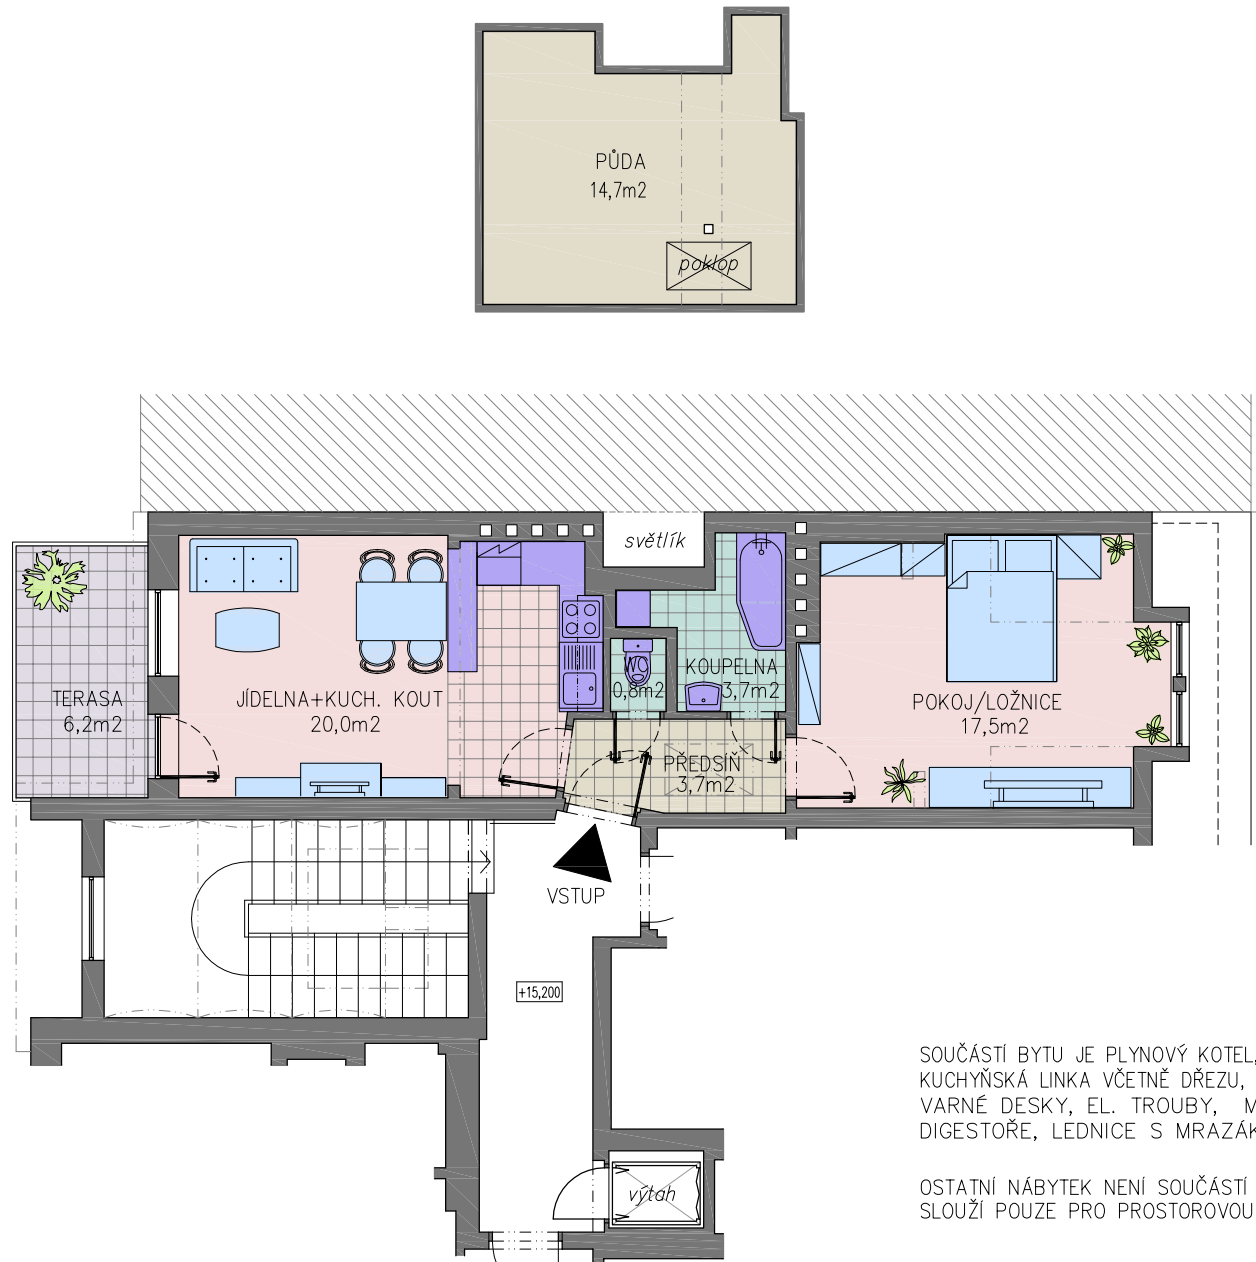 PŮDA
14,7m2
poklop
světlík
TERASA
6,2m2
JÍDELNA+KUCH. KOUT
20,0m2
WC
0,8m2
KOUPELNA
3,7m2
POKOJ/LOŽNICE
17,5m2
PŘEDSÍŇ
3,7m2
VSTUP
+15,200
výtah
SOUČÁSTÍ BYTU JE PLYNOVÝ KOTEL,
KUCHYŇSKÁ LINKA VČETNĚ DŘEZU,
VARNÉ DESKY, EL. TROUBY, M
DIGESTOŘE, LEDNICE S MRAZÁK
OSTATNÍ NÁBYTEK NENÍ SOUČÁSTÍ
SLOUŽÍ POUZE PRO PROSTOROVOU